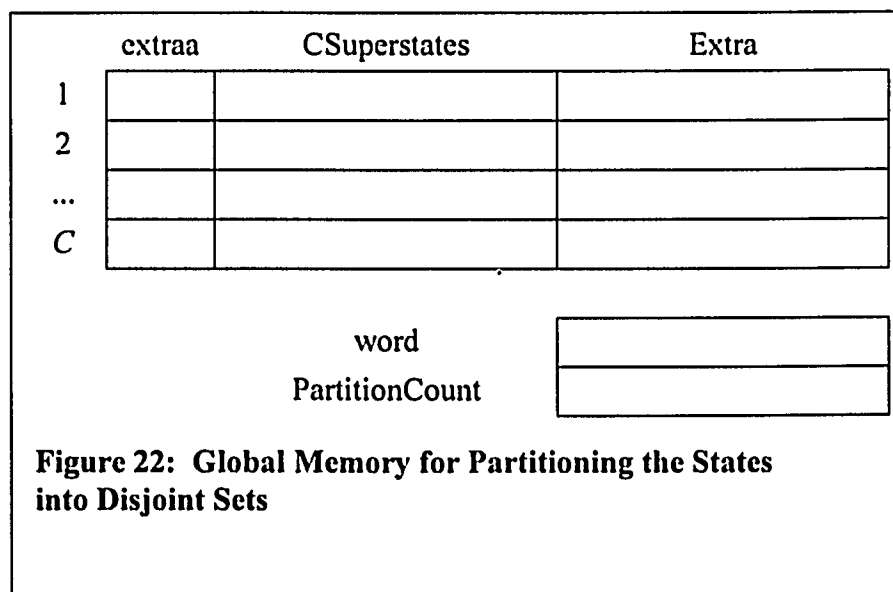 extraa CSuperstates Extra
1
2
...
C
word
PartitionCount
Figure 22: Global Memory for Partitioning the States
into Disjoint Sets